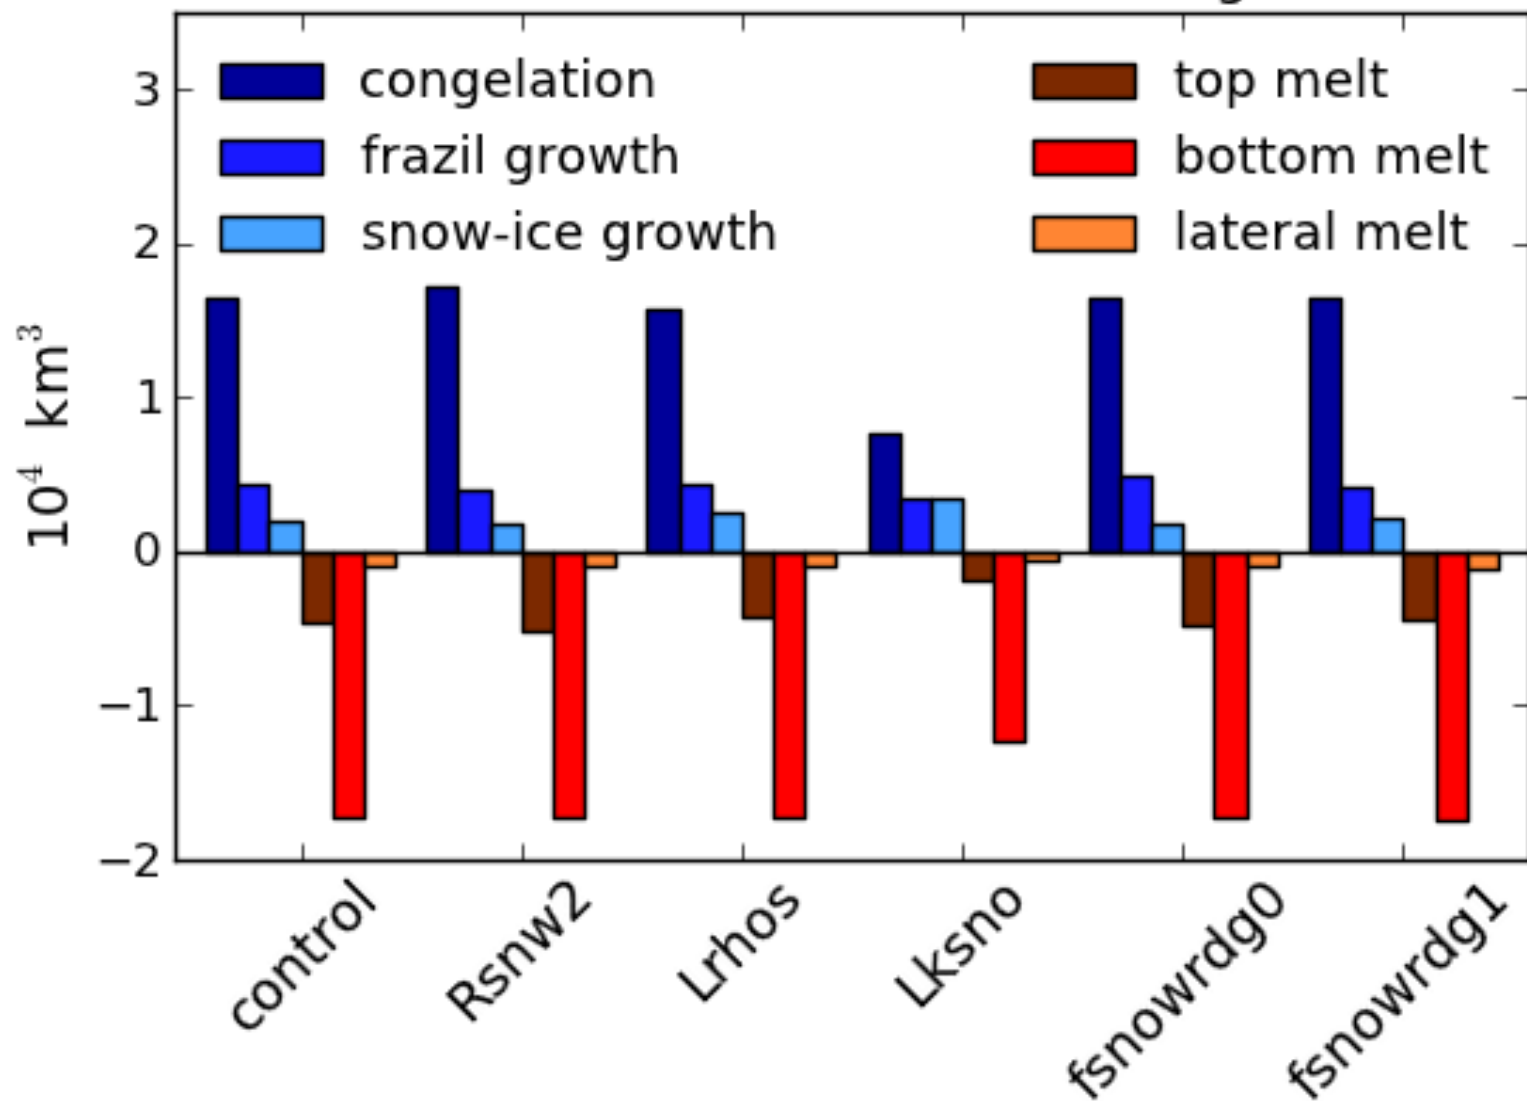 congelation
frazil growth
snow-ice growth
top melt
bottom melt
lateral melt
10⁴ km³
3
2
1
0
−1
−2
control
Rsnw2
Lrhos
Lksno
fsnowrdg0
fsnowrdg1